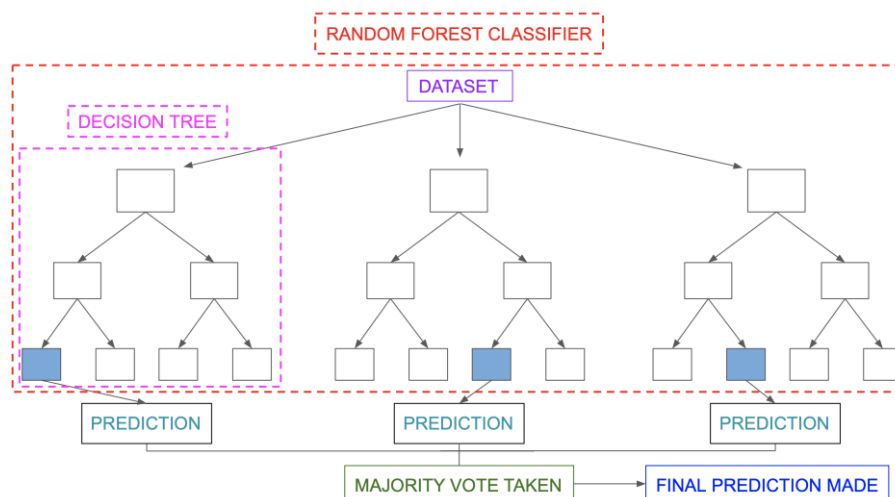 RANDOM FOREST CLASSIFIER
DATASET
DECISION TREE
PREDICTION
PREDICTION
PREDICTION
MAJORITY VOTE TAKEN
FINAL PREDICTION MADE